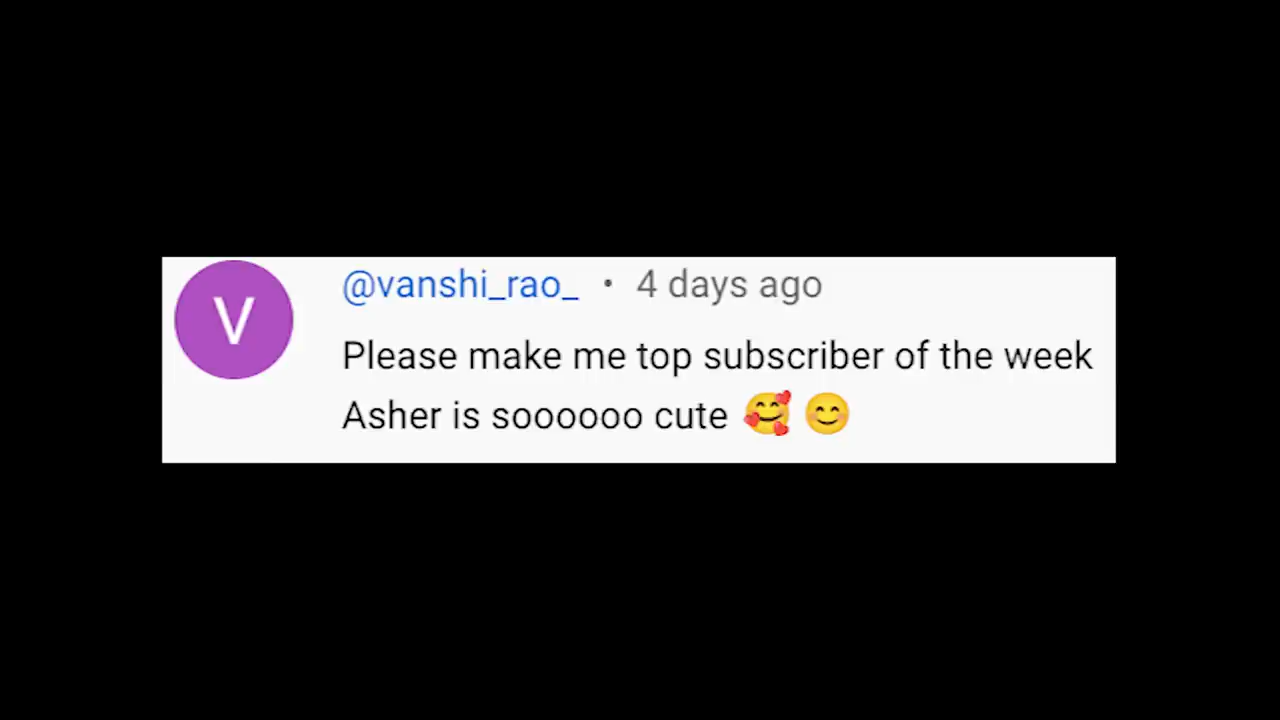 V
@vanshi_rao_ • 4 days ago
Please make me top subscriber of the week
Asher is soooooo cute 🥰 😊